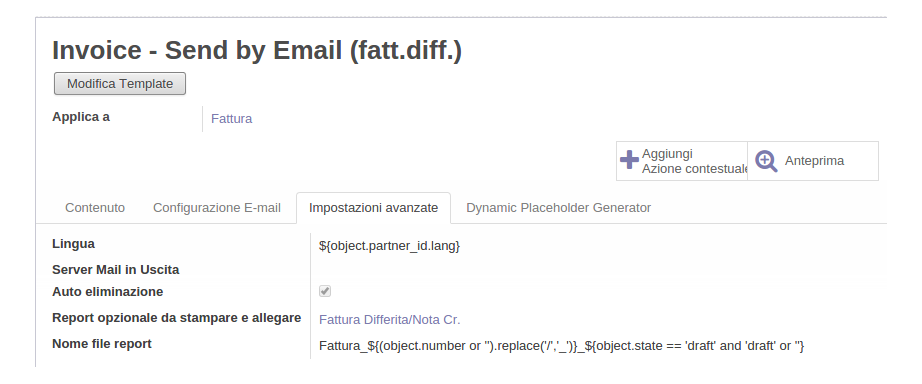 Invoice - Send by Email (fatt.diff.)
Modifica Template
Applica a Fattura
Aggiungi
Azione contestuale
Anteprima
Contenuto Configurazione E-mail Impostazioni avanzate Dynamic Placeholder Generator
Lingua ${object.partner_id.lang}
Server Mail in Uscita
Auto eliminazione
Report opzionale da stampare e allegare Fattura Differita/Nota Cr.
Nome file report Fattura_${(object.number or '').replace('/','_')}_${object.state == 'draft' and 'draft' or ''}